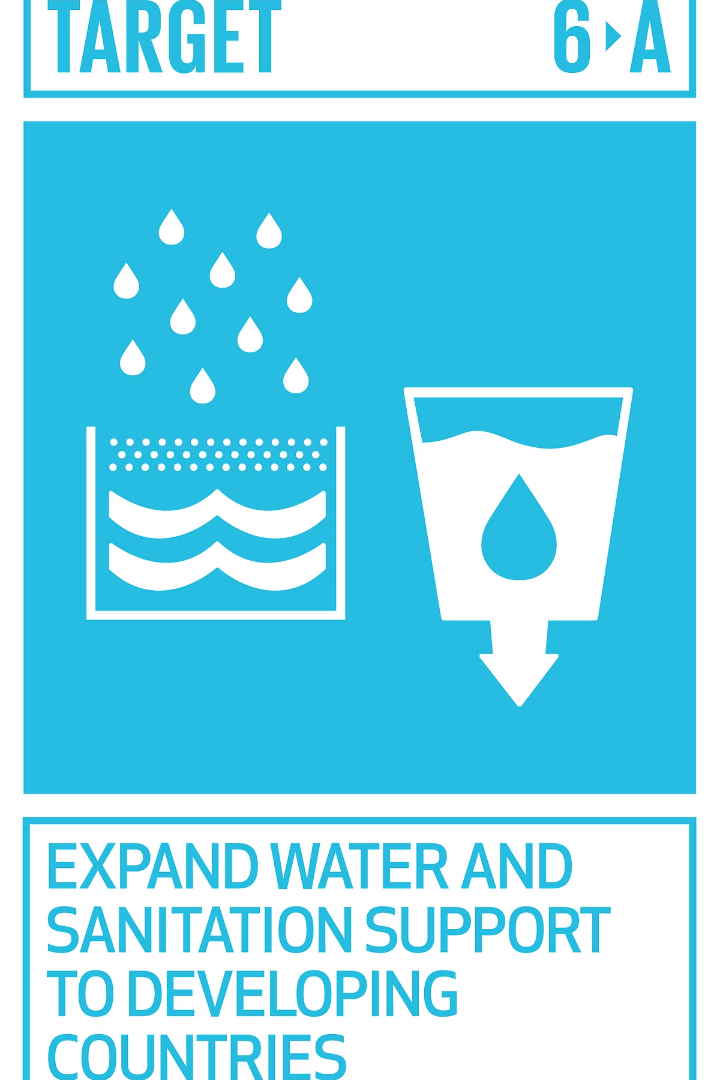 TARGET 6▸A
EXPAND WATER AND
SANITATION SUPPORT
TO DEVELOPING
COUNTRIES